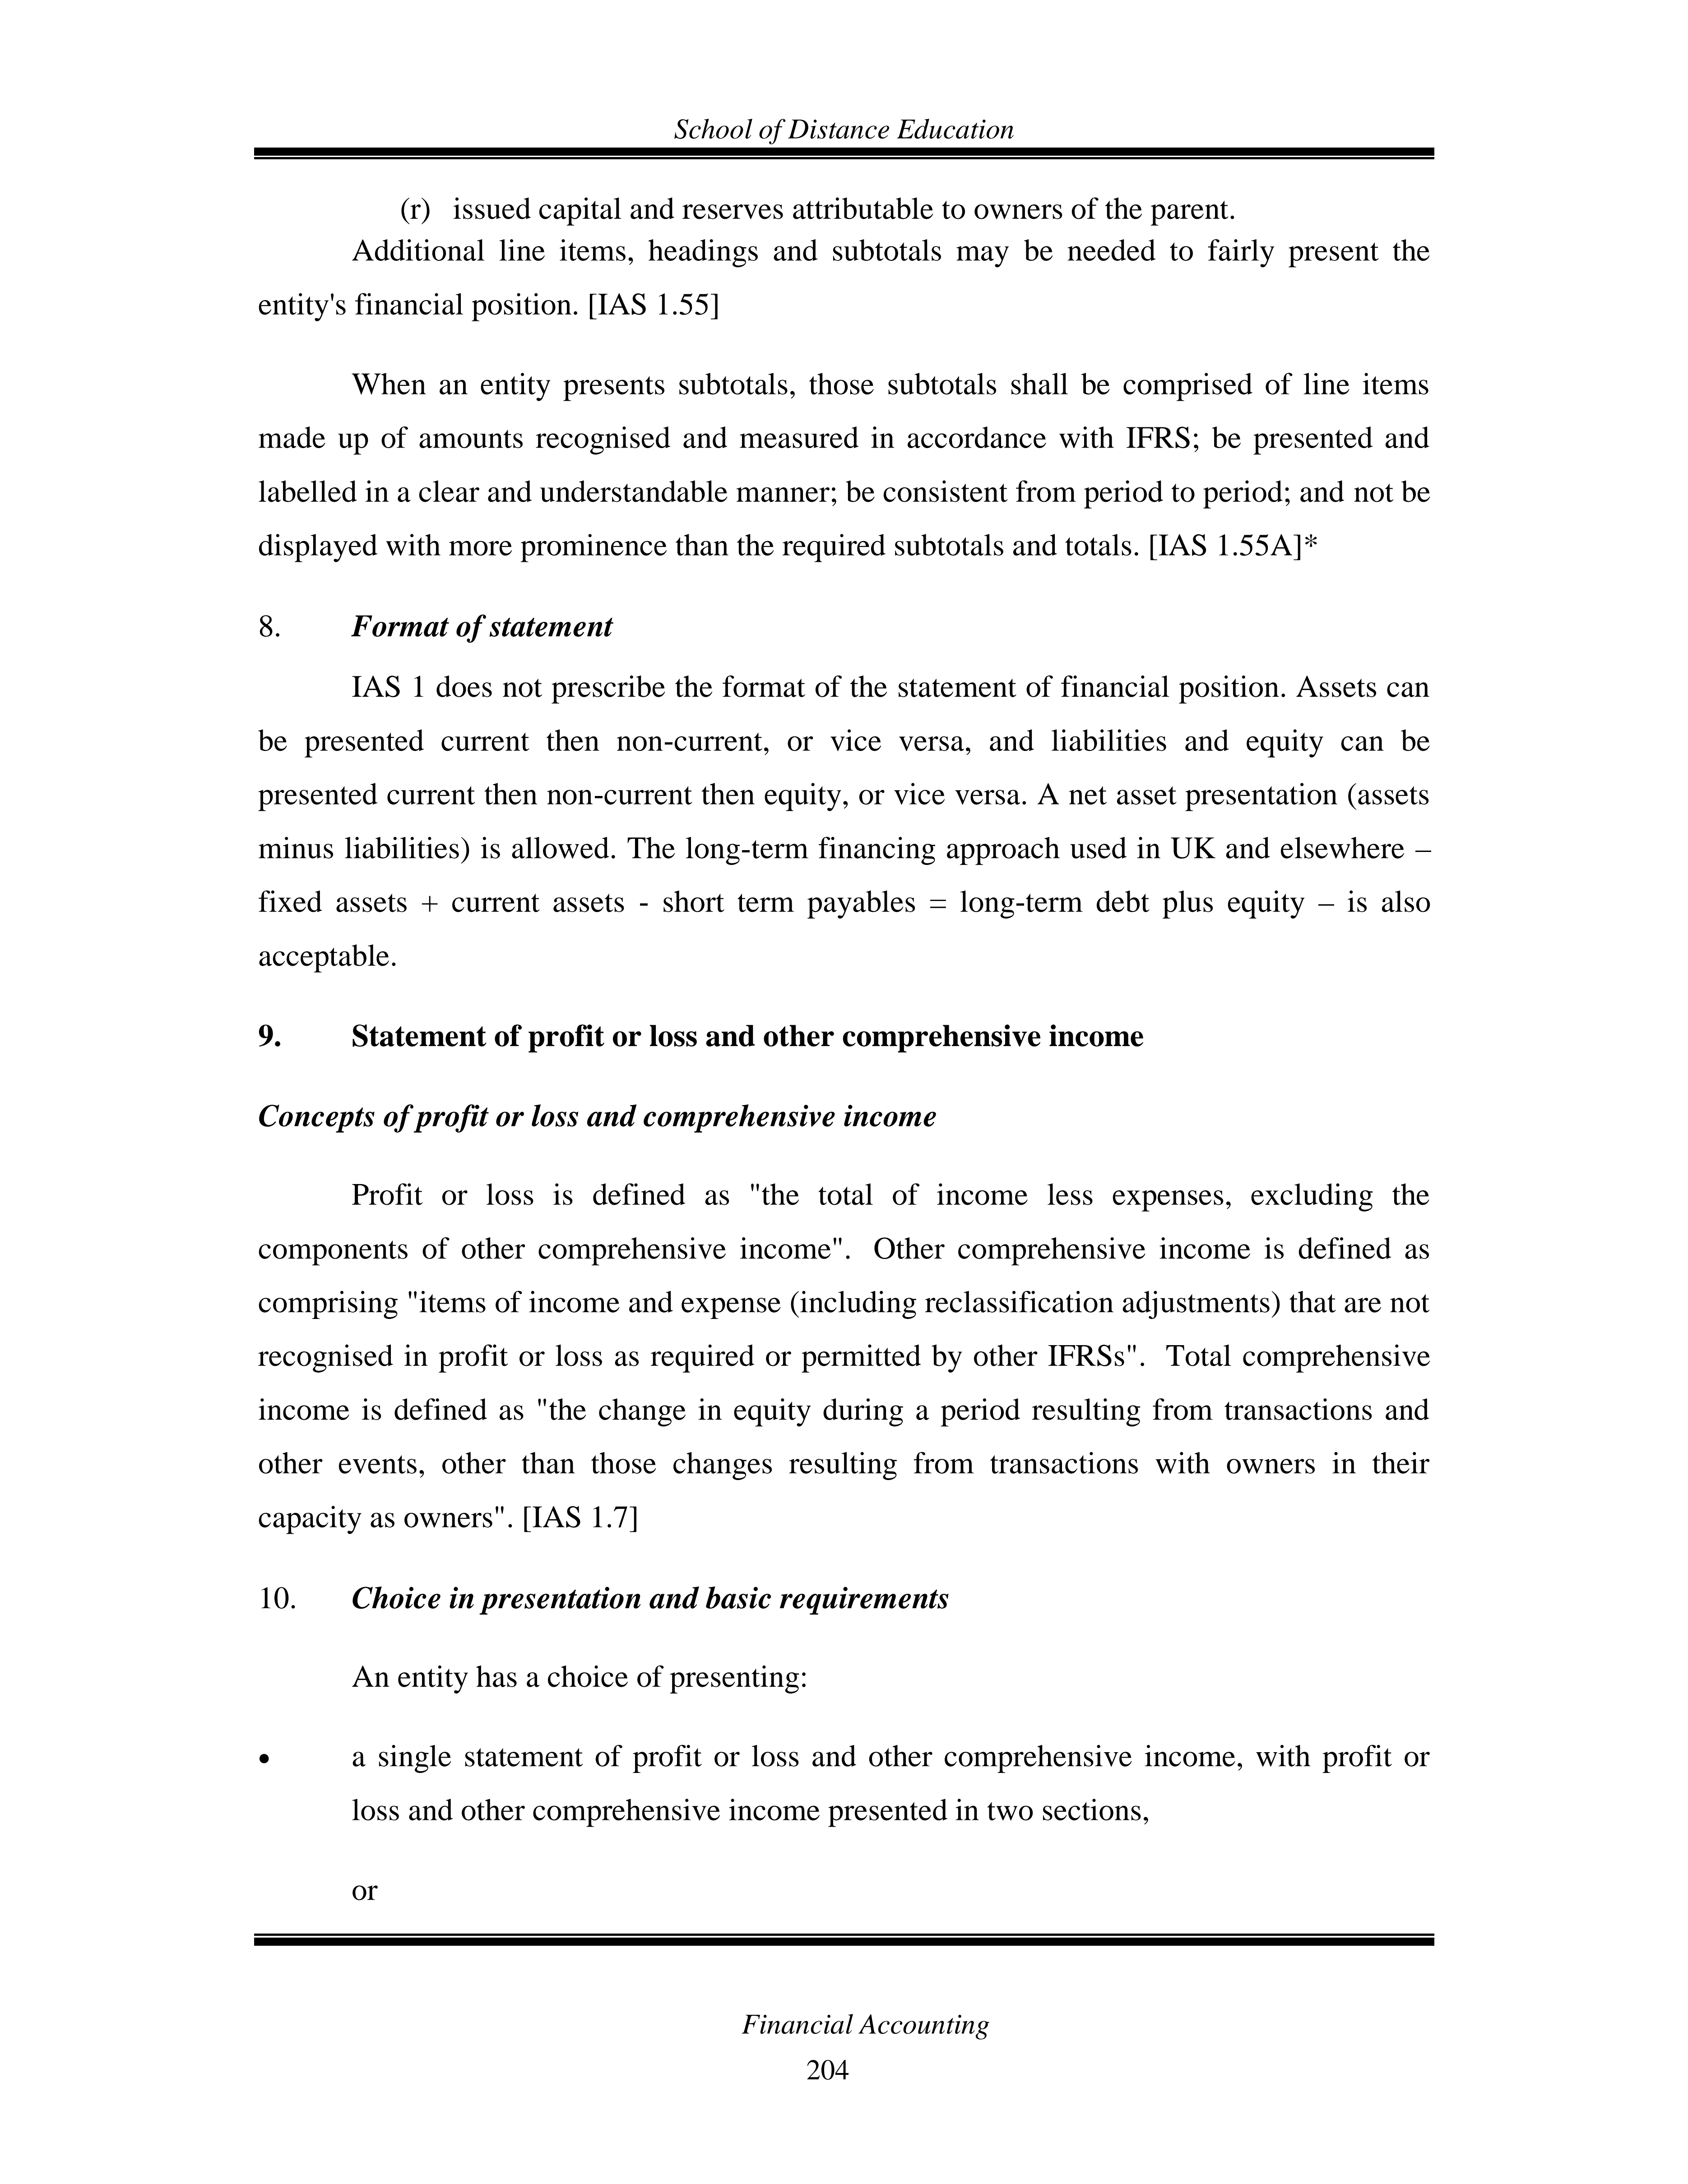 School of Distance Education
(r) issued capital and reserves attributable to owners of the parent.
Additional line items, headings and subtotals may be needed to fairly present the
entity's financial position. [IAS 1.55]
When an entity presents subtotals, those subtotals shall be comprised of line items
made up of amounts recognised and measured in accordance with IFRS; be presented and
labelled in a clear and understandable manner; be consistent from period to period; and not be
displayed with more prominence than the required subtotals and totals. [IAS 1.55A]*
8. Format of statement
IAS 1 does not prescribe the format of the statement of financial position. Assets can
be presented current then non-current, or vice versa, and liabilities and equity can be
presented current then non-current then equity, or vice versa. A net asset presentation (assets
minus liabilities) is allowed. The long-term financing approach used in UK and elsewhere –
fixed assets + current assets - short term payables = long-term debt plus equity – is also
acceptable.
9. Statement of profit or loss and other comprehensive income
Concepts of profit or loss and comprehensive income
Profit or loss is defined as "the total of income less expenses, excluding the
components of other comprehensive income". Other comprehensive income is defined as
comprising "items of income and expense (including reclassification adjustments) that are not
recognised in profit or loss as required or permitted by other IFRSs". Total comprehensive
income is defined as "the change in equity during a period resulting from transactions and
other events, other than those changes resulting from transactions with owners in their
capacity as owners". [IAS 1.7]
10. Choice in presentation and basic requirements
An entity has a choice of presenting:
• a single statement of profit or loss and other comprehensive income, with profit or
loss and other comprehensive income presented in two sections,
or
Financial Accounting
204